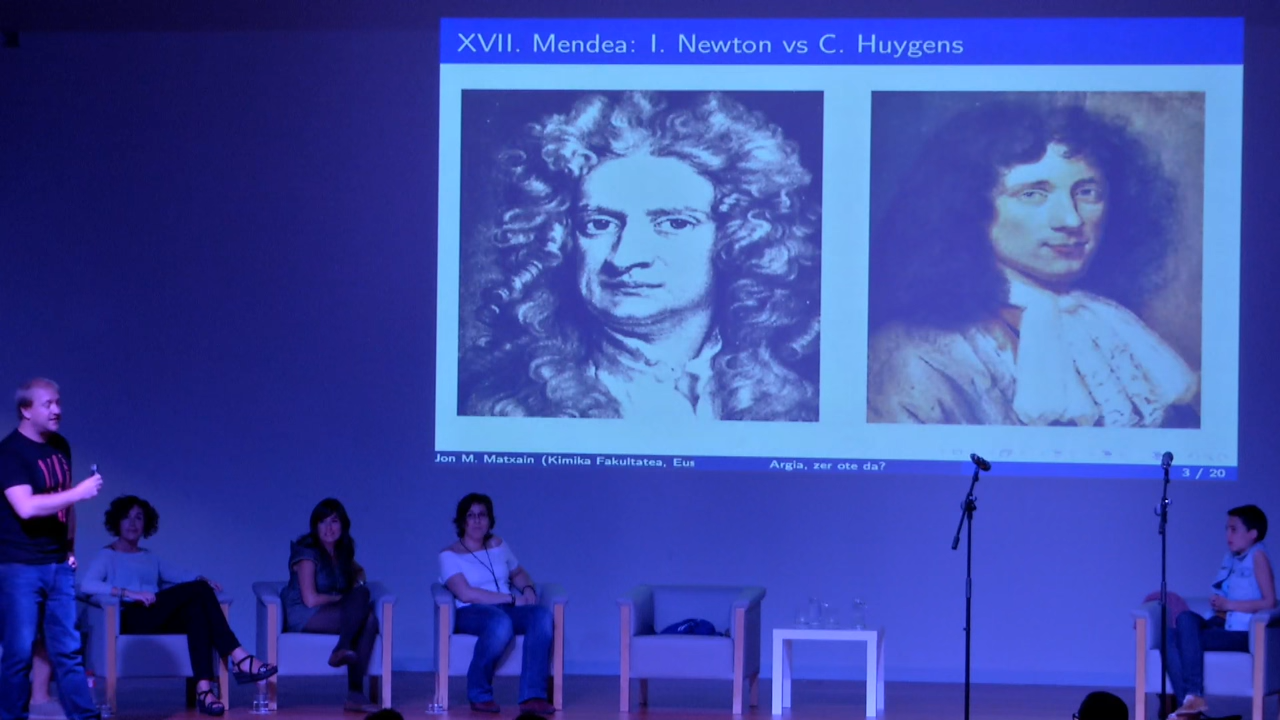 XVII. Mendea: I. Newton vs C. Huygens
Jon M. Matxain (Kimika Fakultatea, Eus
Argia, zer ote da?
3 / 20